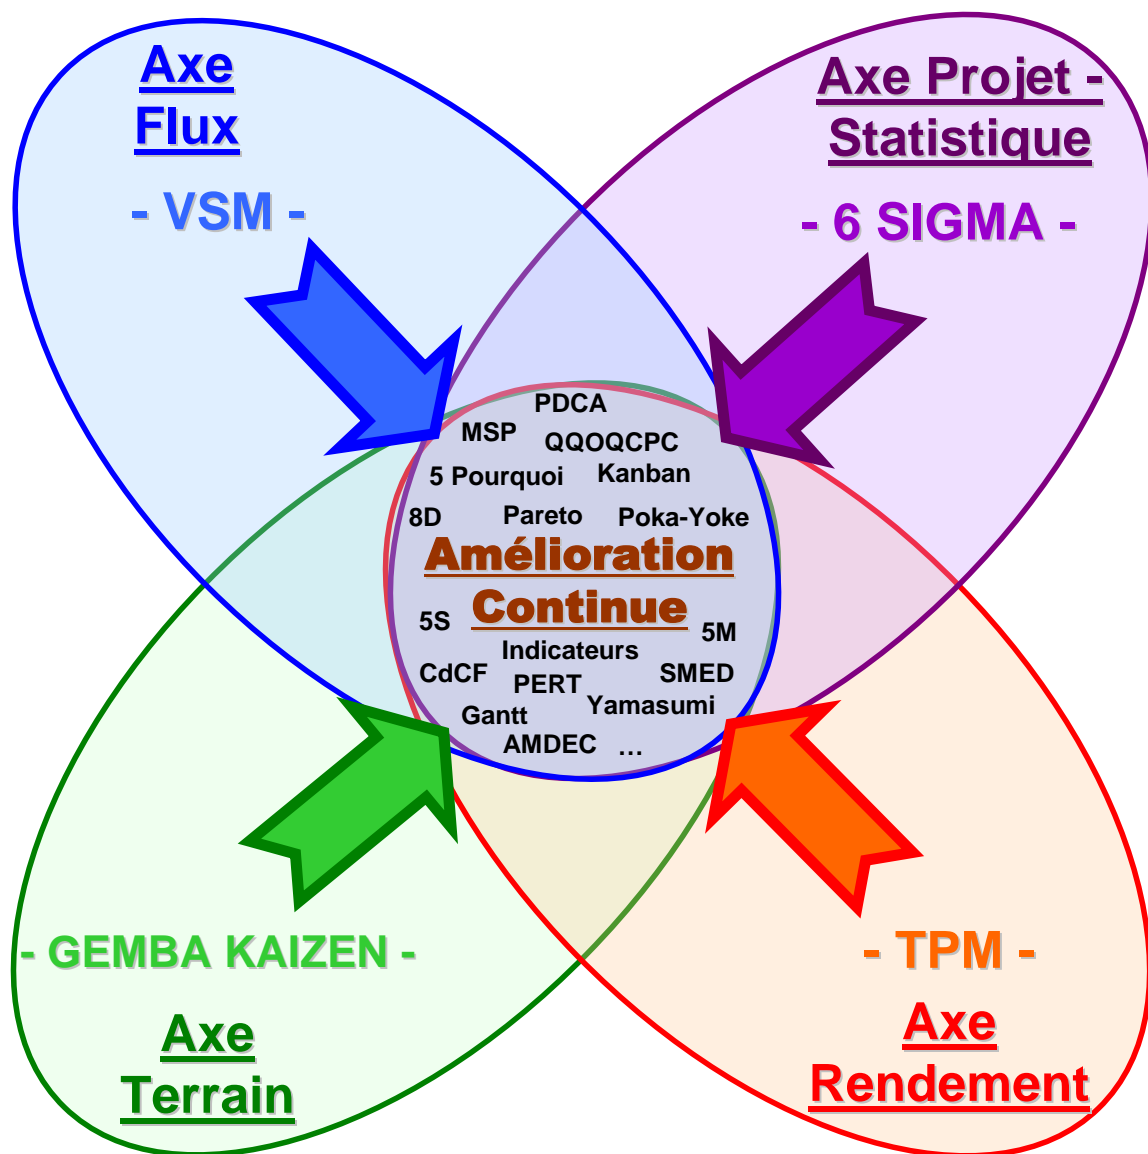 Axe
Flux
- VSM -
Axe Projet -
Statistique
- 6 SIGMA -
PDCA
MSP
QQOQCPC
5 Pourquoi
Kanban
8D
Pareto
Poka-Yoke
Amélioration
Continue
5S
5M
Indicateurs
CdCF
SMED
PERT
Yamasumi
Gantt
AMDEC
...
- GEMBA KAIZEN -
Axe
Terrain
- TPM -
Axe
Rendement